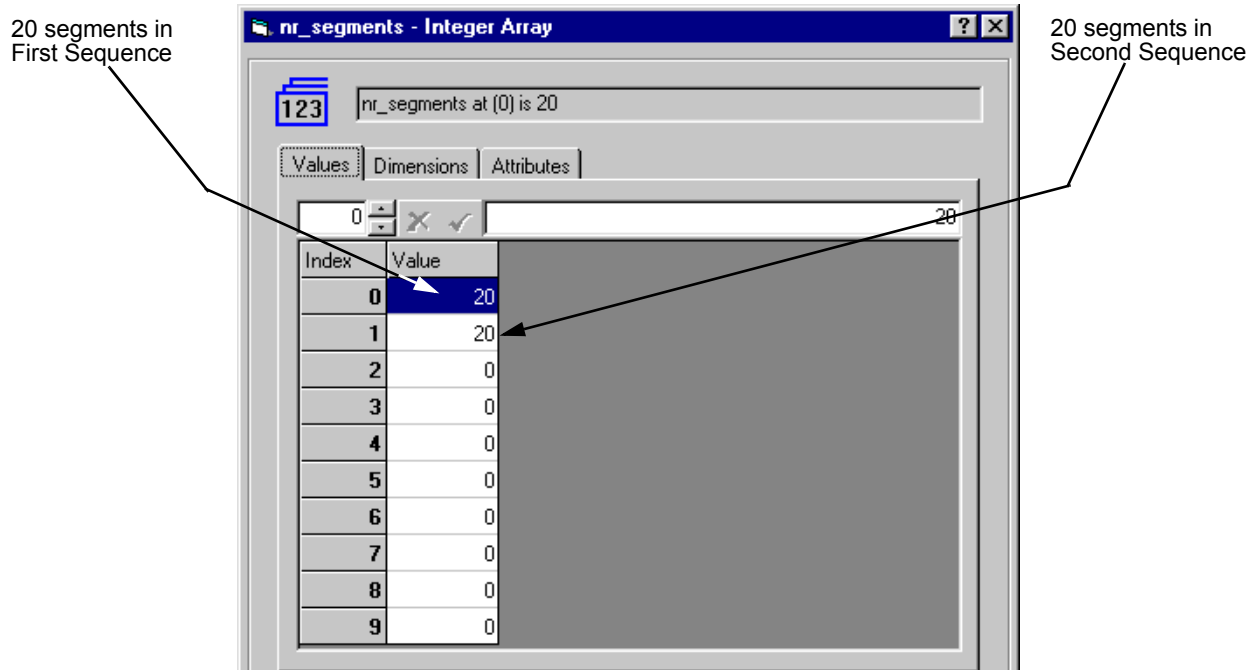 20 segments in
First Sequence
nr_segments - Integer Array
20 segments in
Second Sequence
123
nr_segments at (0) is 20
Values Dimensions Attributes
0 20
Index Value
0 20
1 20
2 0
3 0
4 0
5 0
6 0
7 0
8 0
9 0